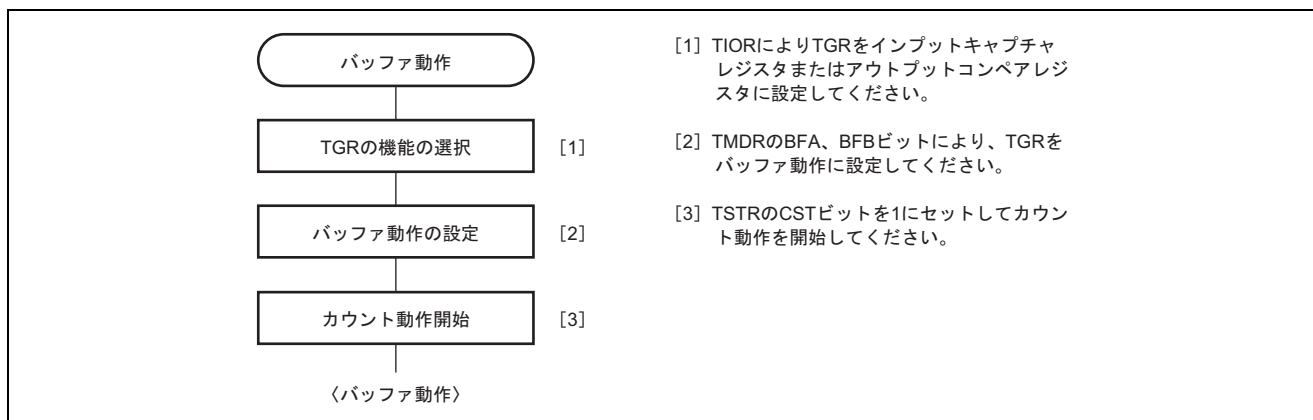 バッファ動作
TGRの機能の選択 [1]
バッファ動作の設定 [2]
カウント動作開始 [3]
〈バッファ動作〉
[1] TIORによりTGRをインプットキャプチャ
レジスタまたはアウトプットコンペアレジ
スタに設定してください。
[2] TMDRのBFA、BFBビットにより、TGRを
バッファ動作に設定してください。
[3] TSTRのCSTビットを1にセットしてカウン
ト動作を開始してください。